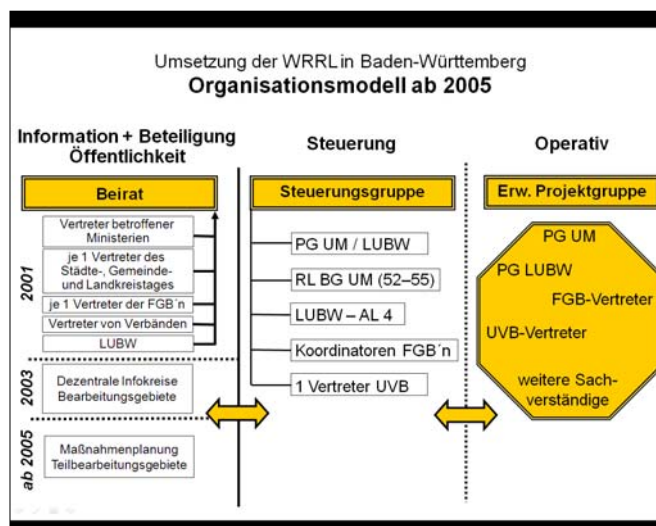 Umsetzung der WRRL in Baden-Württemberg
Organisationsmodell ab 2005
Information + Beteiligung
Öffentlichkeit
Beirat
2001
Vertreter betroffener
Ministerien
je 1 Vertreter des
Städte-, Gemeinde-
und Landkreistages
je 1 Vertreter der FGB´n
Vertreter von Verbänden
LUBW
2003
Dezentrale Infokreise
Bearbeitungsgebiete
ab 2005
Maßnahmenplanung
Teilbearbeitungsgebiete
Steuerung
Steuerungsgruppe
PG UM / LUBW
RL BG UM (52–55)
LUBW – AL 4
Koordinatoren FGB´n
1 Vertreter UVB
Operativ
Erw. Projektgruppe
PG UM
PG LUBW
FGB-Vertreter
UVB-Vertreter
weitere Sach-
verständige